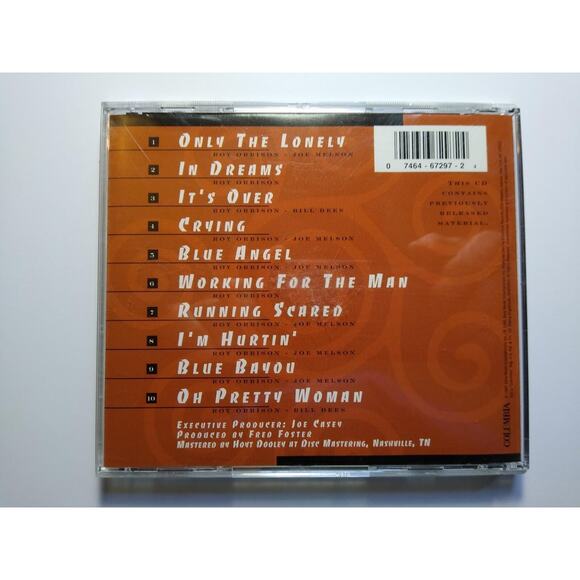 1 Only The Lonely
ROY ORBISON - JOE MELSON
2 In Dreams
ROY ORBISON
3 It's Over
ROY ORBISON - BILL DEES
4 Crying
ROY ORBISON - JOE MELSON
5 Blue Angel
ROY ORBISON - JOE MELSON
6 Working For The Man
ROY ORBISON
7 Running Scared
ROY ORBISON - JOE MELSON
8 I'm Hurtin'
ROY ORBISON - JOE MELSON
9 Blue Bayou
ROY ORBISON - JOE MELSON
10 Oh Pretty Woman
ROY ORBISON - BILL DEES
Executive Producer: Joe Casey
Produced by Fred Foster
Mastered by Hoyt Dooley at Disc Mastering, Nashville, TN
0 7464-67297-2 4
THIS CD
CONTAINS
PREVIOUSLY
RELEASED
MATERIAL.
COLUMBIA